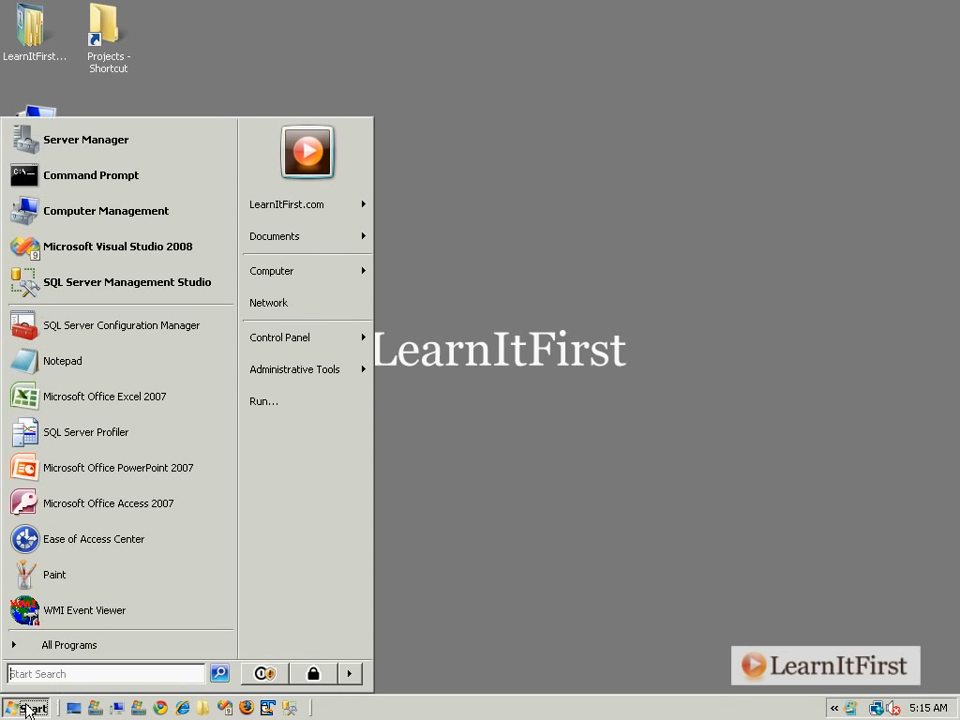 LearnItFirst...
Projects -
Shortcut
Server Manager
Command Prompt
Computer Management
Microsoft Visual Studio 2008
SQL Server Management Studio
SQL Server Configuration Manager
Notepad
Microsoft Office Excel 2007
SQL Server Profiler
Microsoft Office PowerPoint 2007
Microsoft Office Access 2007
Ease of Access Center
Paint
WMI Event Viewer
All Programs
Start Search
LearnItFirst.com
Documents
Computer
Network
Control Panel
Administrative Tools
Run...
LearnItFirst
LearnItFirst
Start
5:15 AM